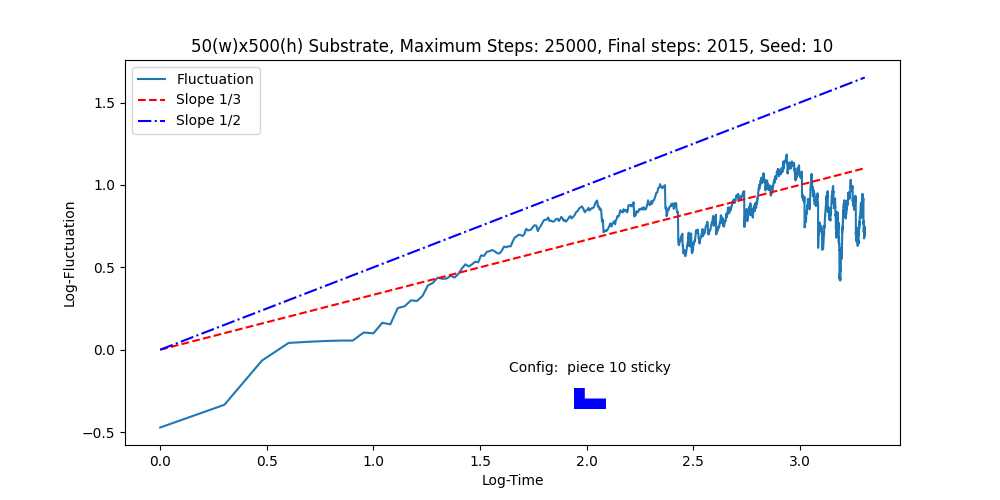 50(w)x500(h) Substrate, Maximum Steps: 25000, Final steps: 2015, Seed: 10
Fluctuation
Slope 1/3
Slope 1/2
1.5
1.0
0.5
0.0
−0.5
Log-Fluctuation
Config:  piece 10 sticky
0.0 0.5 1.0 1.5 2.0 2.5 3.0
Log-Time